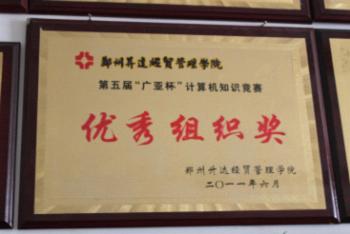 郑州升达经贸管理学院
第五届“广亚杯”计算机知识竞赛
优秀组织奖
郑州升达经贸管理学院
二〇一一年六月